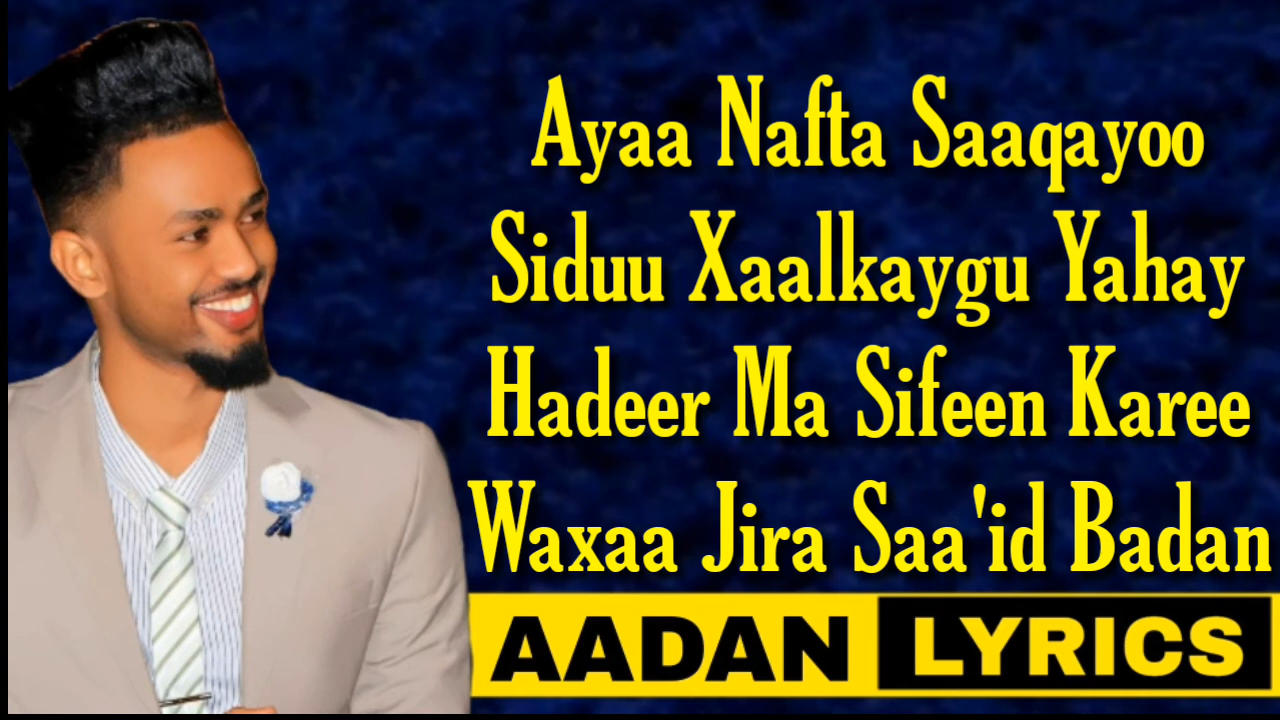 Ayaa Nafta Saaqayoo
Siduu Xaalkaygu Yahay
Hadeer Ma Sifeen Karee
Waxaa Jira Saa'id Badan
AADAN LYRICS